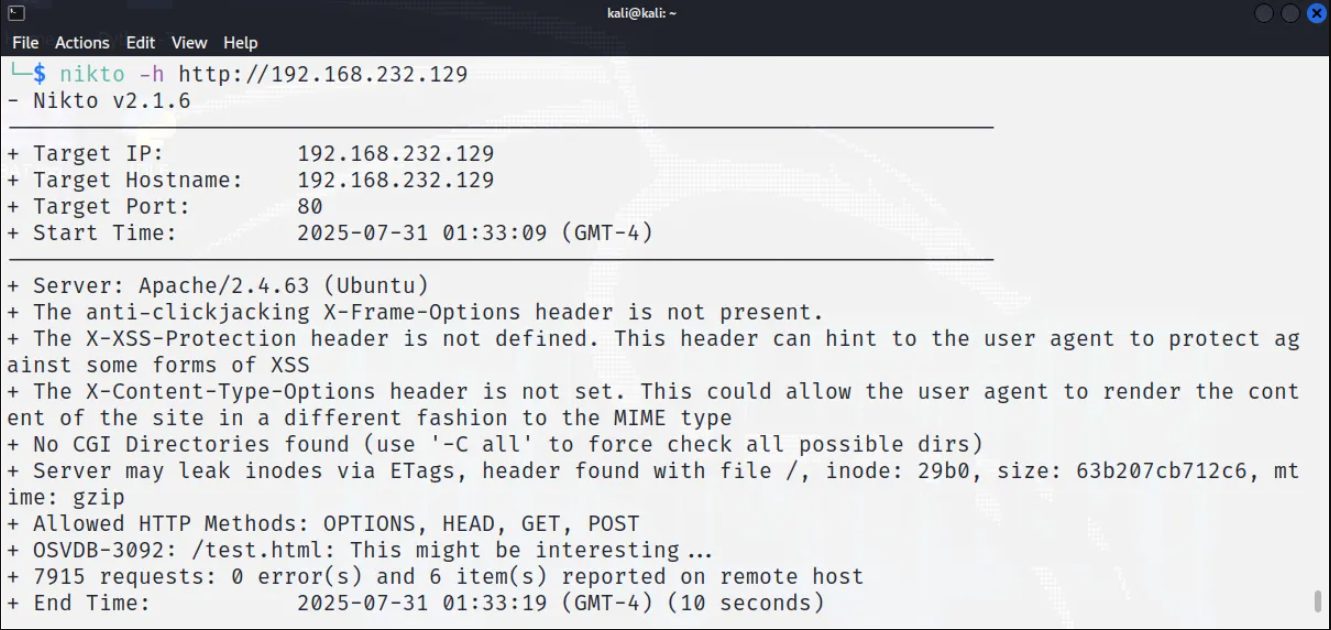 kali@kali: ~
File Actions Edit View Help
└─$ nikto -h http://192.168.232.129
- Nikto v2.1.6
+ Target IP: 192.168.232.129
+ Target Hostname: 192.168.232.129
+ Target Port: 80
+ Start Time: 2025-07-31 01:33:09 (GMT-4)
+ Server: Apache/2.4.63 (Ubuntu)
+ The anti-clickjacking X-Frame-Options header is not present.
+ The X-XSS-Protection header is not defined. This header can hint to the user agent to protect ag
ainst some forms of XSS
+ The X-Content-Type-Options header is not set. This could allow the user agent to render the cont
ent of the site in a different fashion to the MIME type
+ No CGI Directories found (use '-C all' to force check all possible dirs)
+ Server may leak inodes via ETags, header found with file /, inode: 29b0, size: 63b207cb712c6, mt
ime: gzip
+ Allowed HTTP Methods: OPTIONS, HEAD, GET, POST
+ OSVDB-3092: /test.html: This might be interesting...
+ 7915 requests: 0 error(s) and 6 item(s) reported on remote host
+ End Time: 2025-07-31 01:33:19 (GMT-4) (10 seconds)